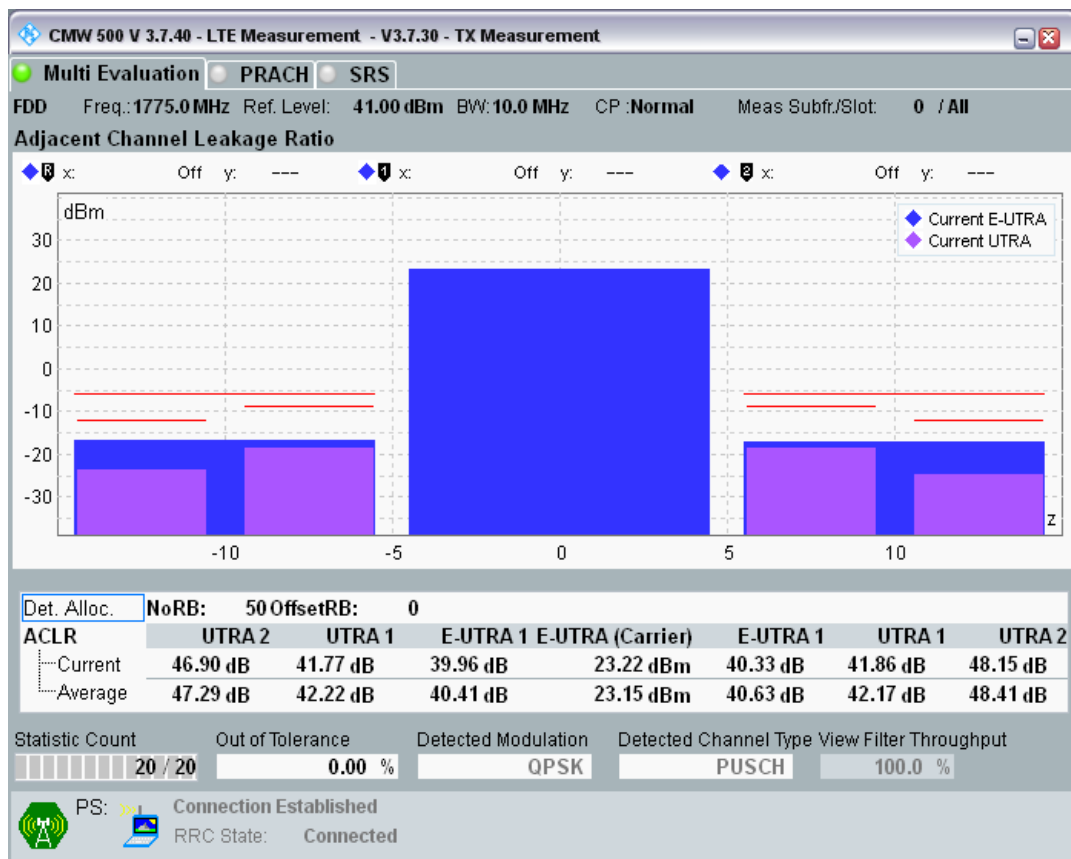 CMW 500 V 3.7.40 - LTE Measurement - V3.7.30 - TX Measurement
Multi Evaluation PRACH SRS
FDD Freq.:1775.0 MHz Ref. Level: 41.00 dBm BW:10.0 MHz CP :Normal Meas Subfr./Slot: 0 / All
Adjacent Channel Leakage Ratio
R x: Off y: --- 1 x: Off y: --- 2 x: Off y: ---
dBm
Current E-UTRA
Current UTRA
30
20
10
0
-10
-20
-30
z
-10 -5 0 5 10
Det. Alloc. NoRB: 50 OffsetRB: 0
ACLR UTRA 2 UTRA 1 E-UTRA 1 E-UTRA (Carrier) E-UTRA 1 UTRA 1 UTRA 2
Current 46.90 dB 41.77 dB 39.96 dB 23.22 dBm 40.33 dB 41.86 dB 48.15 dB
Average 47.29 dB 42.22 dB 40.41 dB 23.15 dBm 40.63 dB 42.17 dB 48.41 dB
Statistic Count Out of Tolerance Detected Modulation Detected Channel Type View Filter Throughput
20 / 20 0.00 % QPSK PUSCH 100.0 %
PS: Connection Established
RRC State: Connected